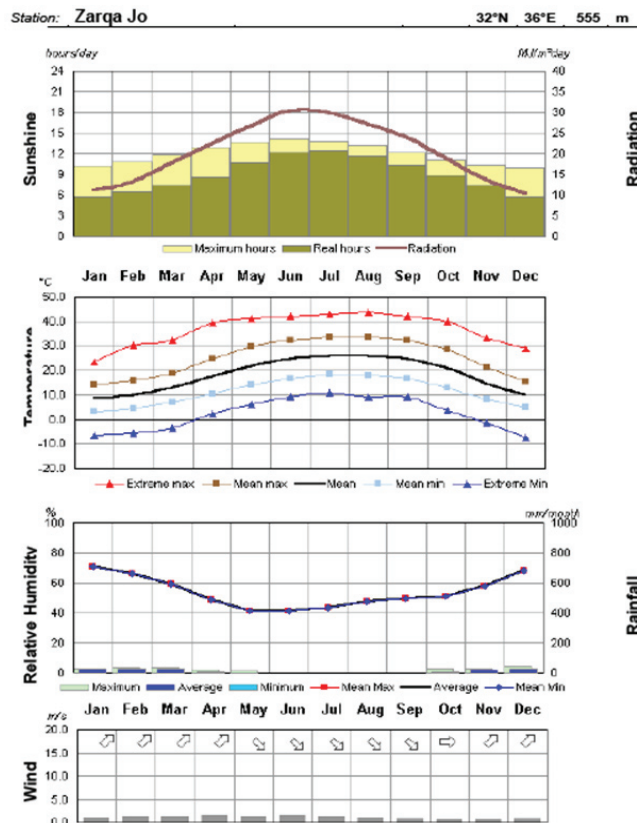 Station: Zarqa Jo 32°N 36°E 555 m
hours/day MJ/m²day
24 40
21 35
18 30
15 25
12 20
9 15
6 10
3 5
0 0
Sunshine
Radiation
Maximum hours Real hours Radiation
Jan Feb Mar Apr May Jun Jul Aug Sep Oct Nov Dec
°C
50.0
40.0
30.0
20.0
10.0
0.0
-10.0
-20.0
Temperature
Extreme max Mean max Mean Mean min Extreme Min
% mm/month
100 1000
80 800
60 600
40 400
20 200
0 0
Relative Humidity
Rainfall
Maximum Average Minimum Mean Max Average Mean Min
Jan Feb Mar Apr May Jun Jul Aug Sep Oct Nov Dec
m/s
20.0
15.0
10.0
5.0
0.0
Wind